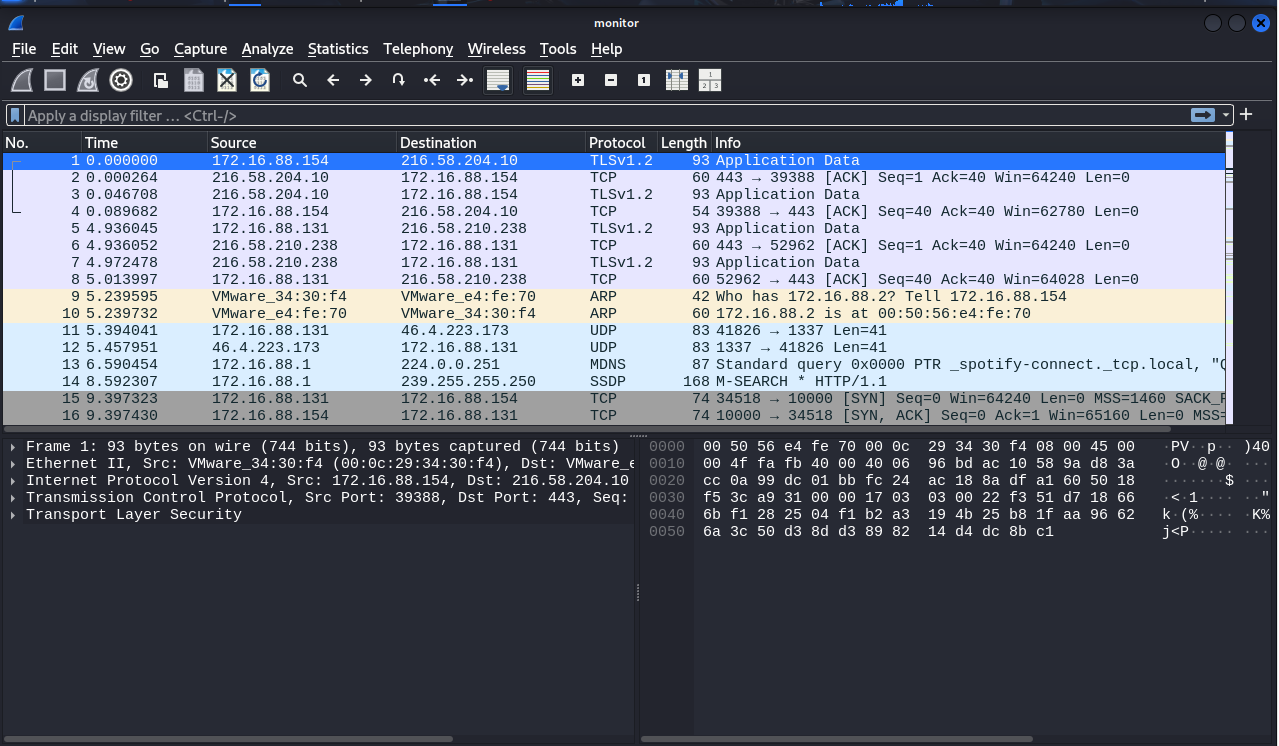 monitor
File Edit View Go Capture Analyze Statistics Telephony Wireless Tools Help
Apply a display filter … <Ctrl-/>
No. Time Source Destination Protocol Length Info
1 0.000000 172.16.88.154 216.58.204.10 TLSv1.2 93 Application Data
2 0.000264 216.58.204.10 172.16.88.154 TCP 60 443 → 39388 [ACK] Seq=1 Ack=40 Win=64240 Len=0
3 0.046708 216.58.204.10 172.16.88.154 TLSv1.2 93 Application Data
4 0.089682 172.16.88.154 216.58.204.10 TCP 54 39388 → 443 [ACK] Seq=40 Ack=40 Win=62780 Len=0
5 4.936045 172.16.88.131 216.58.210.238 TLSv1.2 93 Application Data
6 4.936052 216.58.210.238 172.16.88.131 TCP 60 443 → 52962 [ACK] Seq=1 Ack=40 Win=64240 Len=0
7 4.972478 216.58.210.238 172.16.88.131 TLSv1.2 93 Application Data
8 5.013997 172.16.88.131 216.58.210.238 TCP 60 52962 → 443 [ACK] Seq=40 Ack=40 Win=64028 Len=0
9 5.239595 VMware_34:30:f4 VMware_e4:fe:70 ARP 42 Who has 172.16.88.2? Tell 172.16.88.154
10 5.239732 VMware_e4:fe:70 VMware_34:30:f4 ARP 60 172.16.88.2 is at 00:50:56:e4:fe:70
11 5.394041 172.16.88.131 46.4.223.173 UDP 83 41826 → 1337 Len=41
12 5.457951 46.4.223.173 172.16.88.131 UDP 83 1337 → 41826 Len=41
13 6.590454 172.16.88.1 224.0.0.251 MDNS 87 Standard query 0x0000 PTR _spotify-connect._tcp.local, "Q
14 8.592307 172.16.88.1 239.255.255.250 SSDP 168 M-SEARCH * HTTP/1.1
15 9.397323 172.16.88.131 172.16.88.154 TCP 74 34518 → 10000 [SYN] Seq=0 Win=64240 Len=0 MSS=1460 SACK_P
16 9.397430 172.16.88.154 172.16.88.131 TCP 74 10000 → 34518 [SYN, ACK] Seq=0 Ack=1 Win=65160 Len=0 MSS=
Frame 1: 93 bytes on wire (744 bits), 93 bytes captured (744 bits)
Ethernet II, Src: VMware_34:30:f4 (00:0c:29:34:30:f4), Dst: VMware_e
Internet Protocol Version 4, Src: 172.16.88.154, Dst: 216.58.204.10
Transmission Control Protocol, Src Port: 39388, Dst Port: 443, Seq:
Transport Layer Security
0000 00 50 56 e4 fe 70 00 0c 29 34 30 f4 08 00 45 00 ·PV··p·· )40
0010 00 4f fa fb 40 00 40 06 96 bd ac 10 58 9a d8 3a ·O··@·@· ····
0020 cc 0a 99 dc 01 bb fc 24 ac 18 8a df a1 60 50 18 ·······$ ····
0030 f5 3c a9 31 00 00 17 03 03 00 22 f3 51 d7 18 66 ·<·1···· ··"
0040 6b f1 28 25 04 f1 b2 a3 19 4b 25 b8 1f aa 96 62 k·(%···· ·K%
0050 6a 3c 50 d3 8d d3 89 82 14 d4 dc 8b c1 j<P····· ···